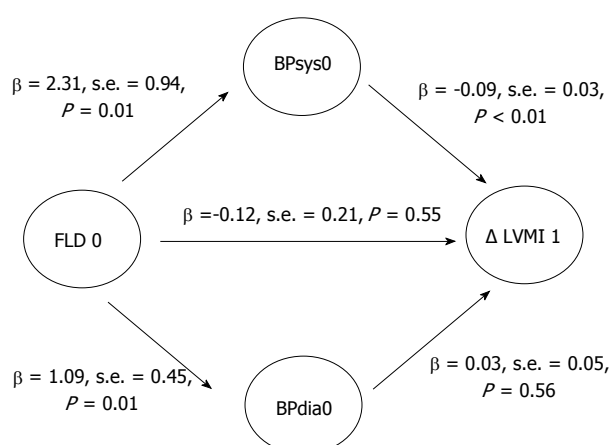 BPsys0
β = 2.31, s.e. = 0.94,
P = 0.01
β = -0.09, s.e. = 0.03,
P < 0.01
β =-0.12, s.e. = 0.21, P = 0.55
FLD 0
Δ LVMI 1
β = 1.09, s.e. = 0.45,
P = 0.01
β = 0.03, s.e. = 0.05,
P = 0.56
BPdia0